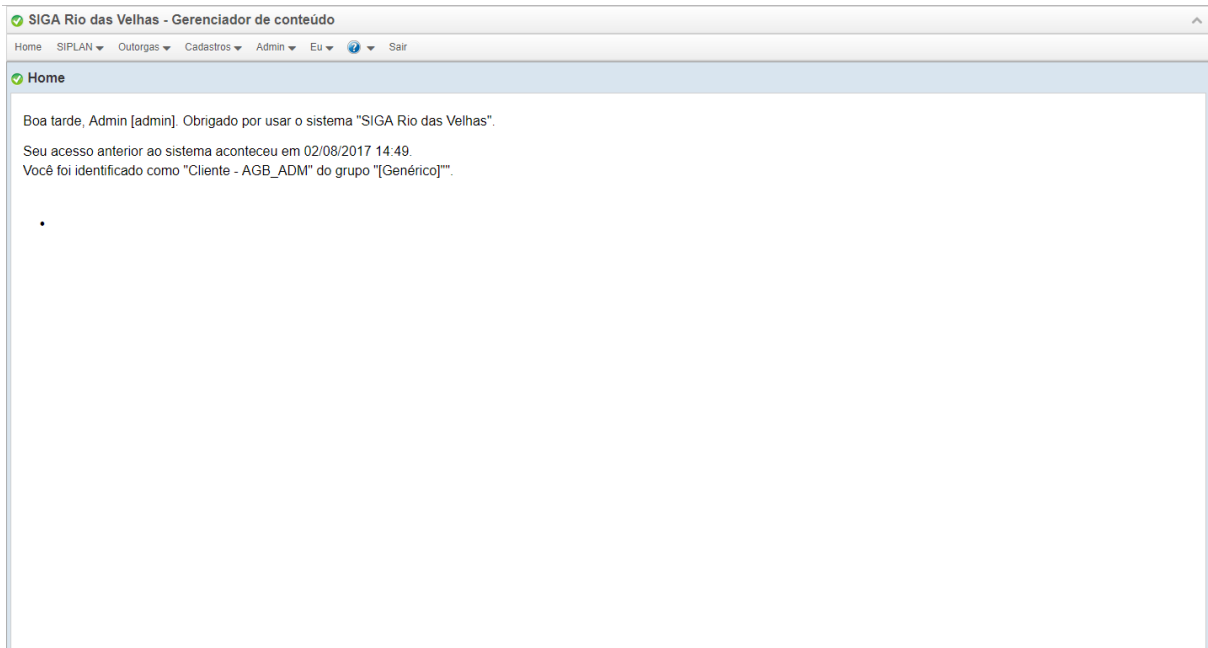 SIGA Rio das Velhas - Gerenciador de conteúdo
Home SIPLAN Outorgas Cadastros Admin Eu ? Sair
Home
Boa tarde, Admin [admin]. Obrigado por usar o sistema "SIGA Rio das Velhas".
Seu acesso anterior ao sistema aconteceu em 02/08/2017 14:49.
Você foi identificado como "Cliente - AGB_ADM" do grupo "[Genérico]"".